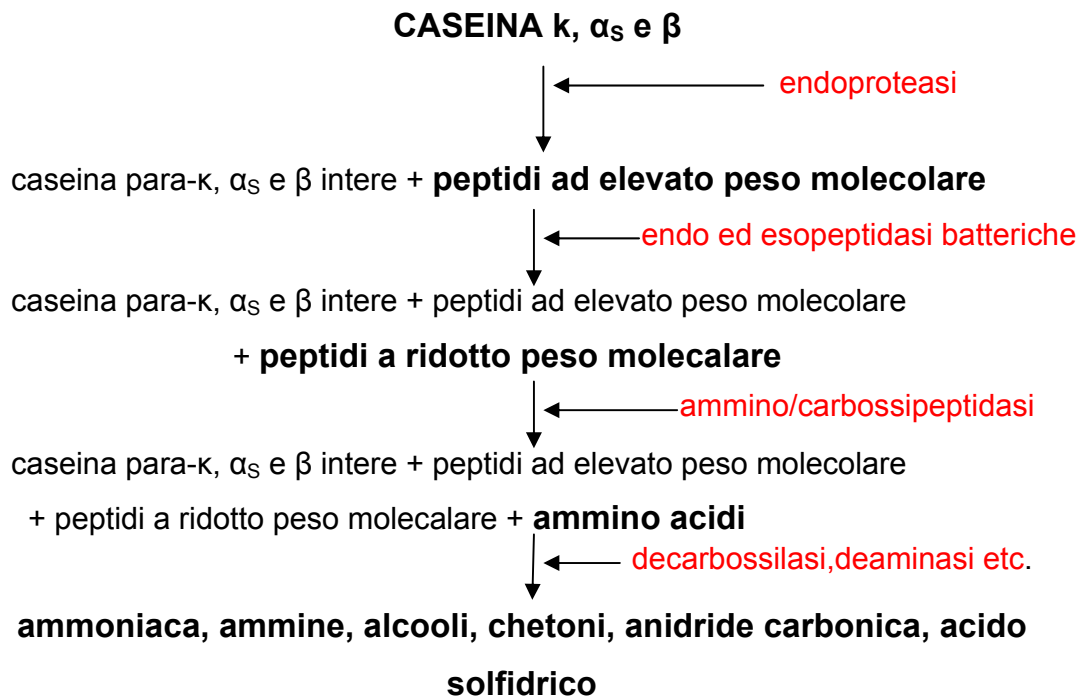 CASEINA k, αS e β
endoproteasi
caseina para-κ, αS e β intere + peptidi ad elevato peso molecolare
endo ed esopeptidasi batteriche
caseina para-κ, αS e β intere + peptidi ad elevato peso molecolare
+ peptidi a ridotto peso molecalare
ammino/carbossipeptidasi
caseina para-κ, αS e β intere + peptidi ad elevato peso molecolare
+ peptidi a ridotto peso molecalare + ammino acidi
decarbossilasi,deaminasi etc.
ammoniaca, ammine, alcooli, chetoni, anidride carbonica, acido
solfidrico